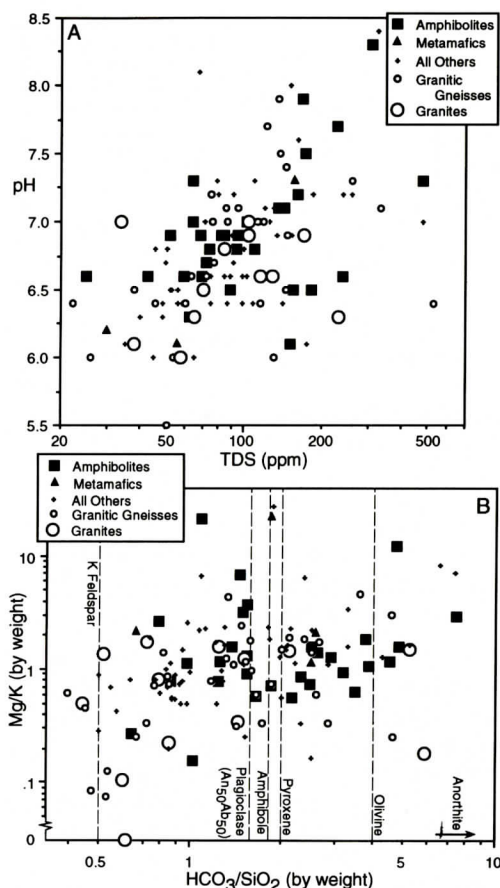 A
Amphibolites
Metamafics
All Others
Granitic
Gneisses
Granites
8.5
8.0
7.5
pH
7.0
6.5
6.0
5.5
20
50
100
200
500
TDS (ppm)
Amphibolites
Metamafics
All Others
Granitic Gneisses
Granites
B
Mg/K (by weight)
10
1
.1
0
K Feldspar
Plagioclase
(An50Ab50)
Amphibole
Pyroxene
Olivine
Anorthite
0.5
1
5
10
HCO3/SiO2 (by weight)